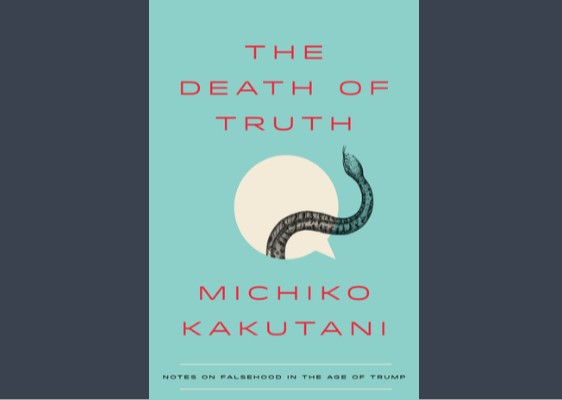 THE
DEATH OF
TRUTH
MICHIKO
KAKUTANI
NOTES ON FALSEHOOD IN THE AGE OF TRUMP